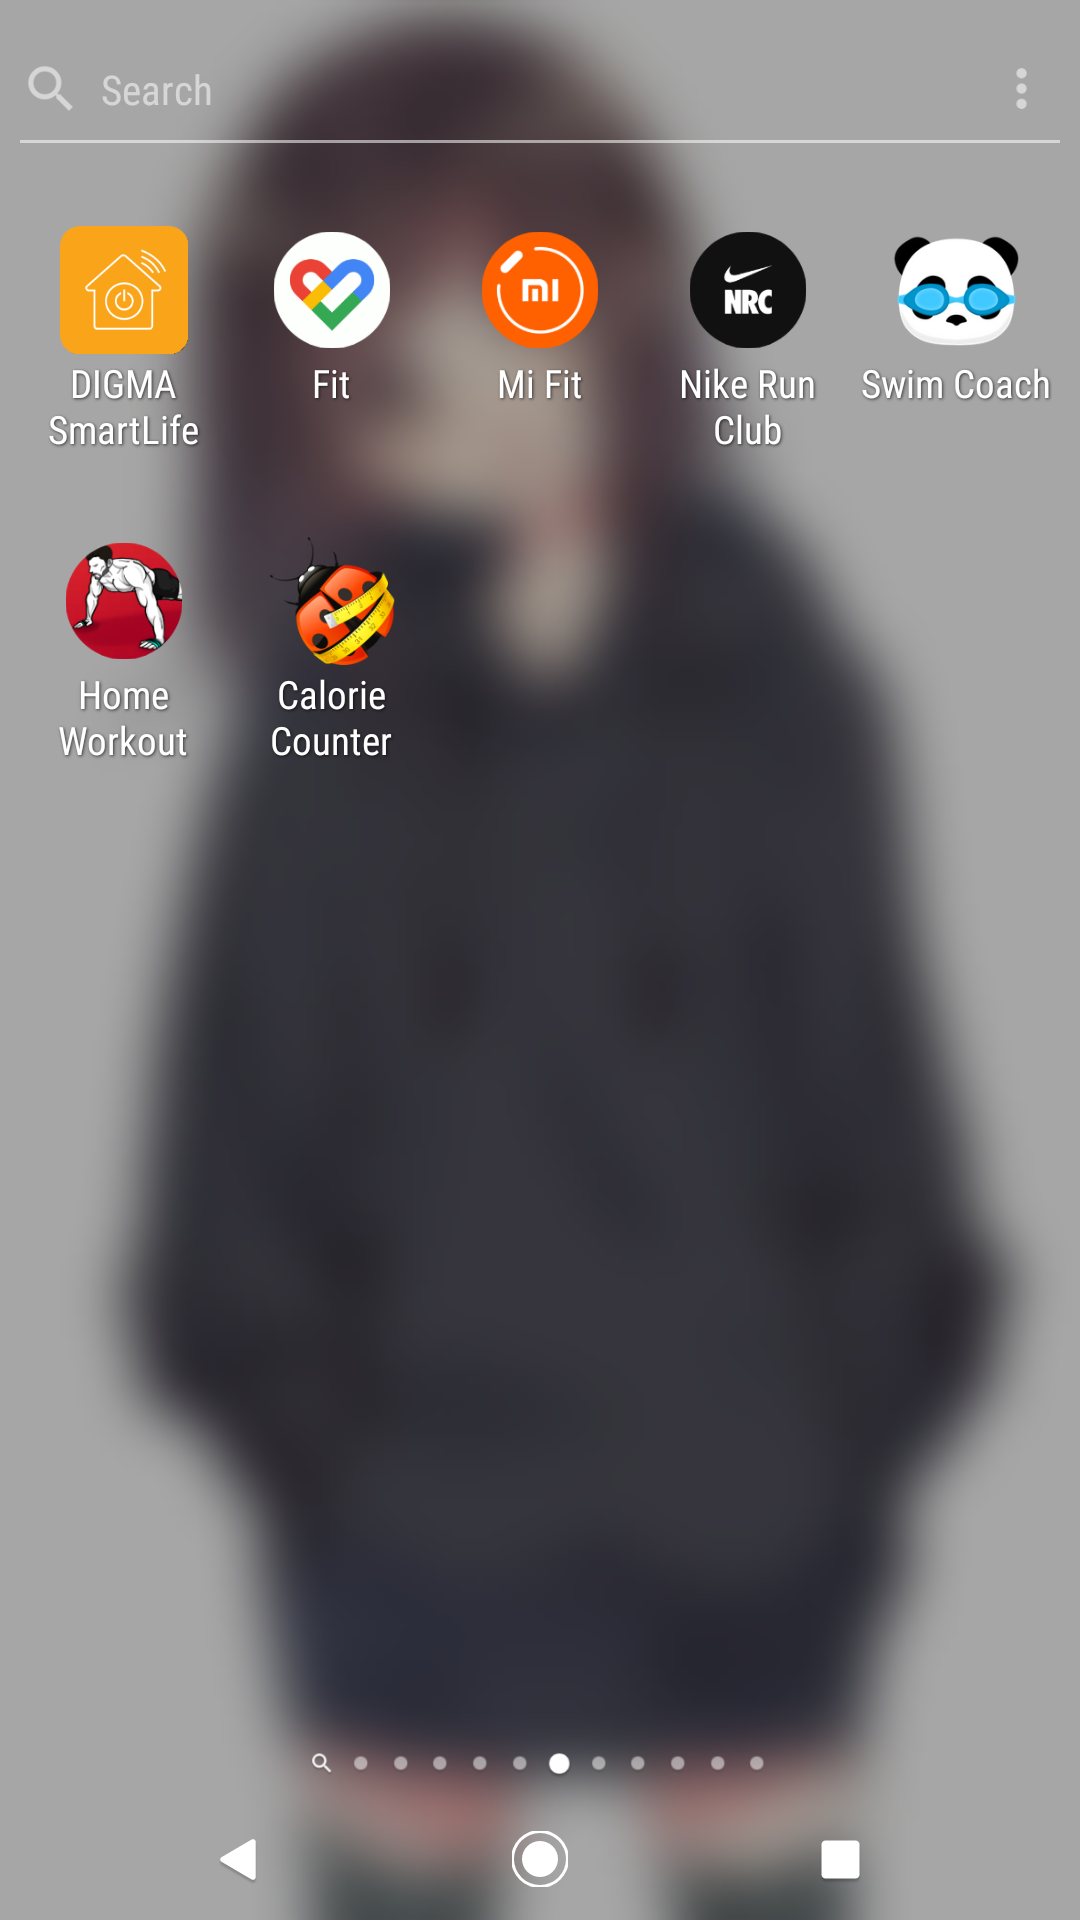 Search
DIGMA
SmartLife
Fit
MI
Mi Fit
NRC
Nike Run
Club
Swim Coach
Home
Workout
Calorie
Counter